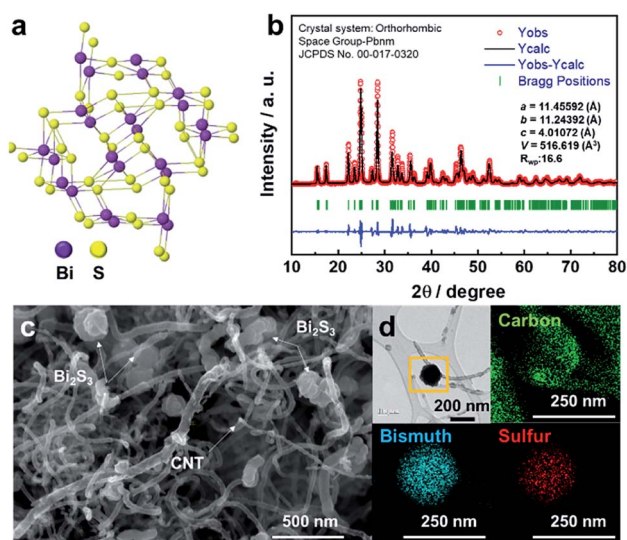 a
Bi
S
b
Crystal system: Orthorhombic
Space Group-Pbnm
JCPDS No. 00-017-0320
Yobs
Ycalc
Yobs-Ycalc
Bragg Positions
a = 11.45592 (Å)
b = 11.24392 (Å)
c = 4.01072 (Å)
V = 516.619 (Å³)
Rwp:16.6
Intensity / a. u.
10 20 30 40 50 60 70 80
2θ / degree
c
Bi₂S₃
Bi₂S₃
CNT
500 nm
d
200 nm
Carbon
250 nm
Bismuth
250 nm
Sulfur
250 nm